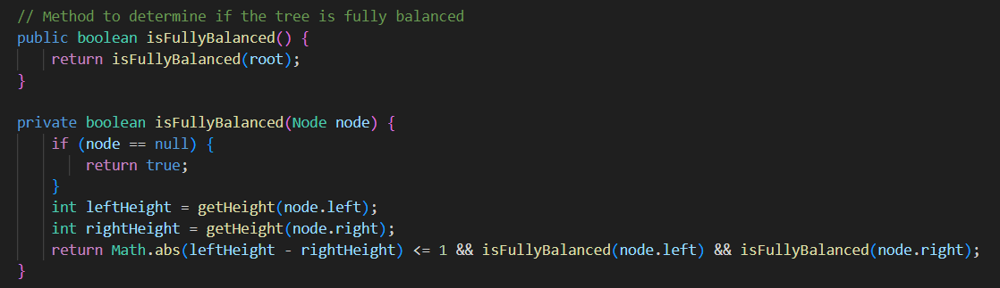 // Method to determine if the tree is fully balanced
public boolean isFullyBalanced() {
    return isFullyBalanced(root);
}

private boolean isFullyBalanced(Node node) {
    if (node == null) {
        return true;
    }
    int leftHeight = getHeight(node.left);
    int rightHeight = getHeight(node.right);
    return Math.abs(leftHeight - rightHeight) <= 1 && isFullyBalanced(node.left) && isFullyBalanced(node.right);
}